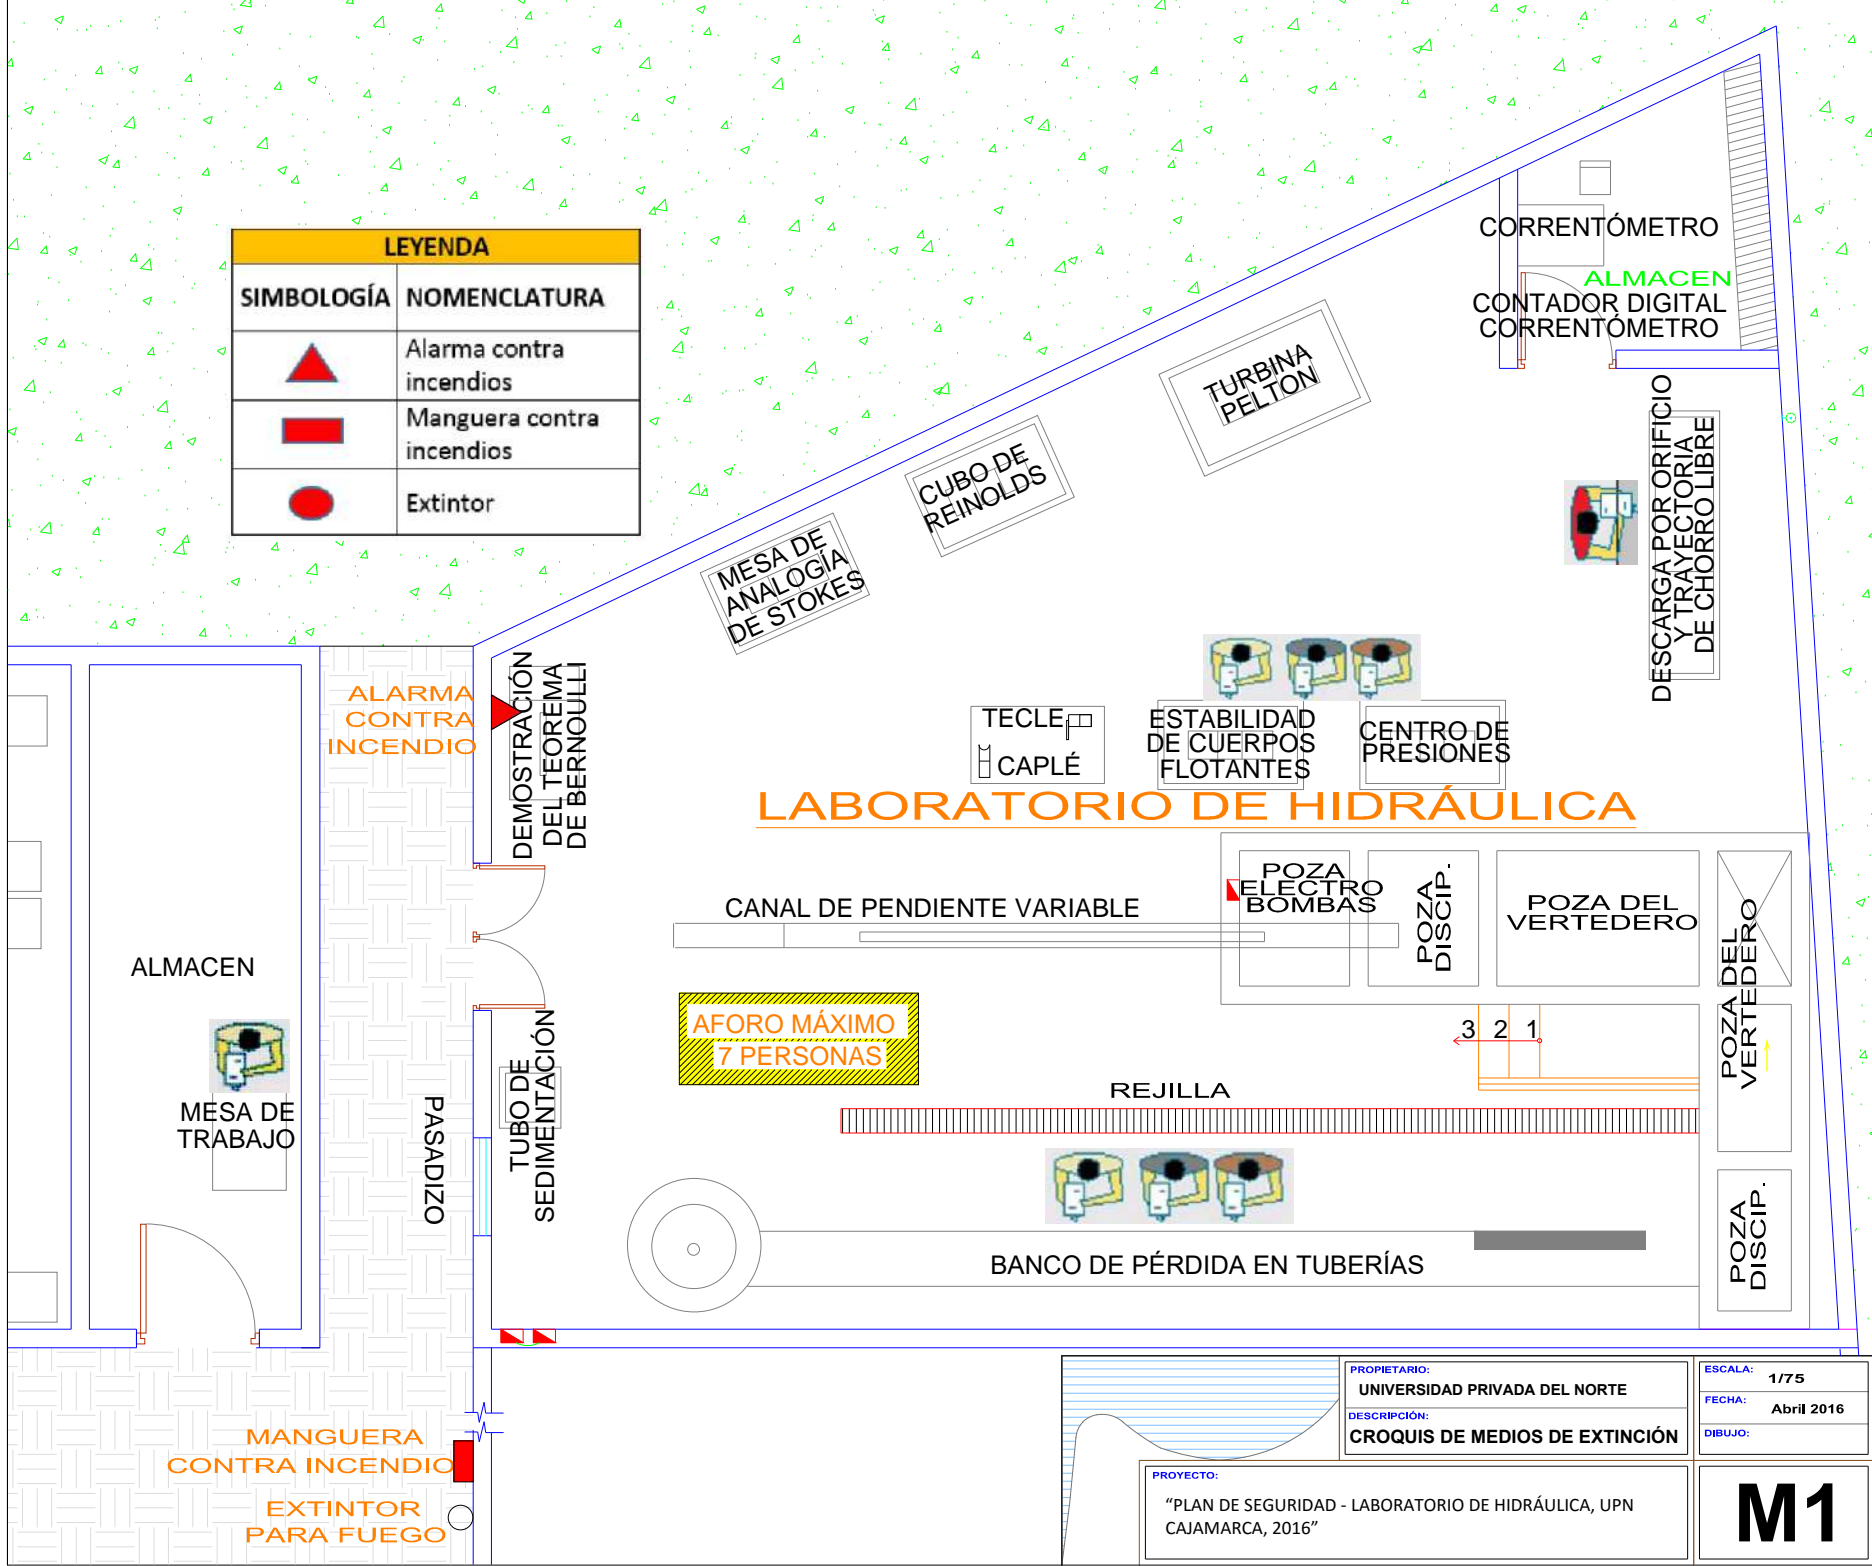 LEYENDA
SIMBOLOGÍA NOMENCLATURA
Alarma contra
incendios
Manguera contra
incendios
Extintor
CORRENTÓMETRO
ALMACEN
CONTADOR DIGITAL
CORRENTÓMETRO
TURBINA
PELTON
CUBO DE
REINOLDS
MESA DE
ANALOGÍA
DE STOKES
DESCARGA POR ORIFICIO
Y TRAYECTORIA
DE CHORRO LIBRE
ALARMA
CONTRA
INCENDIO
DEMOSTRACIÓN
DEL TEOREMA
DE BERNOULLI
TECLE
CAPLÉ
ESTABILIDAD
DE CUERPOS
FLOTANTES
CENTRO DE
PRESIONES
LABORATORIO DE HIDRÁULICA
CANAL DE PENDIENTE VARIABLE
POZA
ELECTRO
BOMBAS
POZA
DISCIP.
POZA DEL
VERTEDERO
POZA DEL
VERTEDERO
ALMACEN
AFORO MÁXIMO
7 PERSONAS
3 2 1
REJILLA
MESA DE
TRABAJO
PASADIZO
TUBO DE
SEDIMENTACIÓN
BANCO DE PÉRDIDA EN TUBERÍAS
POZA
DISCIP.
MANGUERA
CONTRA INCENDIO
EXTINTOR
PARA FUEGO
PROPIETARIO:
UNIVERSIDAD PRIVADA DEL NORTE
DESCRIPCIÓN:
CROQUIS DE MEDIOS DE EXTINCIÓN
ESCALA: 1/75
FECHA: Abril 2016
DIBUJO:
PROYECTO:
"PLAN DE SEGURIDAD - LABORATORIO DE HIDRÁULICA, UPN
CAJAMARCA, 2016"
M1